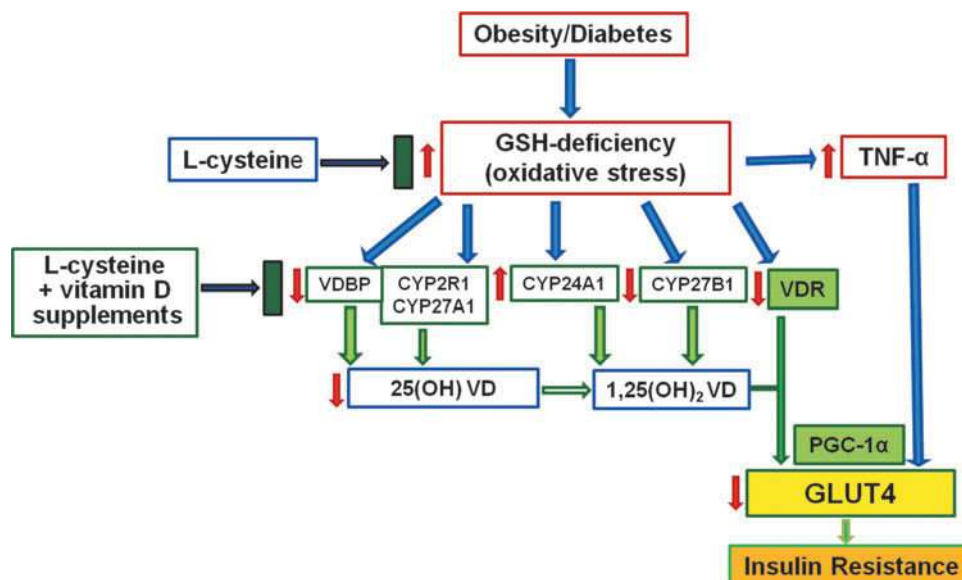 Obesity/Diabetes
GSH-deficiency
(oxidative stress)
L-cysteine
TNF-α
L-cysteine
+ vitamin D
supplements
VDBP
CYP2R1
CYP27A1
CYP24A1
CYP27B1
VDR
25(OH) VD
1,25(OH)₂ VD
PGC-1α
GLUT4
Insulin Resistance